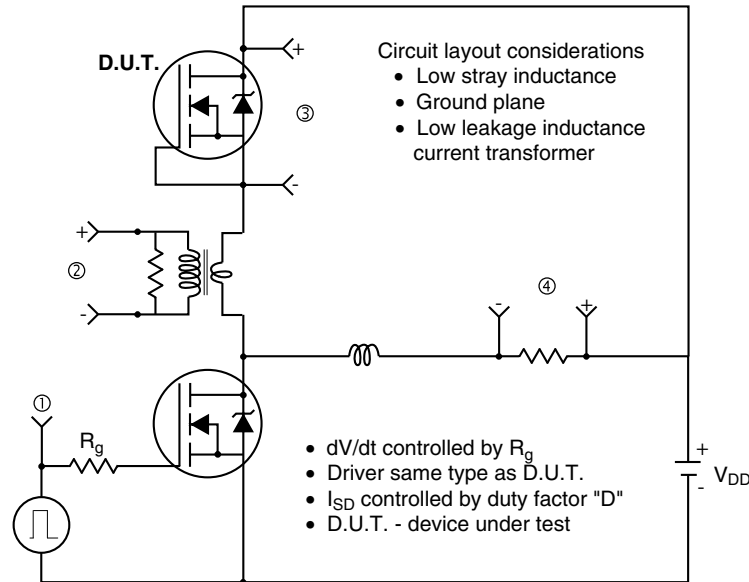 D.U.T.
+
-
③
Circuit layout considerations
• Low stray inductance
• Ground plane
• Low leakage inductance
current transformer
+
②
-
④
- +
①
Rg
• dV/dt controlled by Rg
• Driver same type as D.U.T.
• ISD controlled by duty factor "D"
• D.U.T. - device under test
+
-
VDD